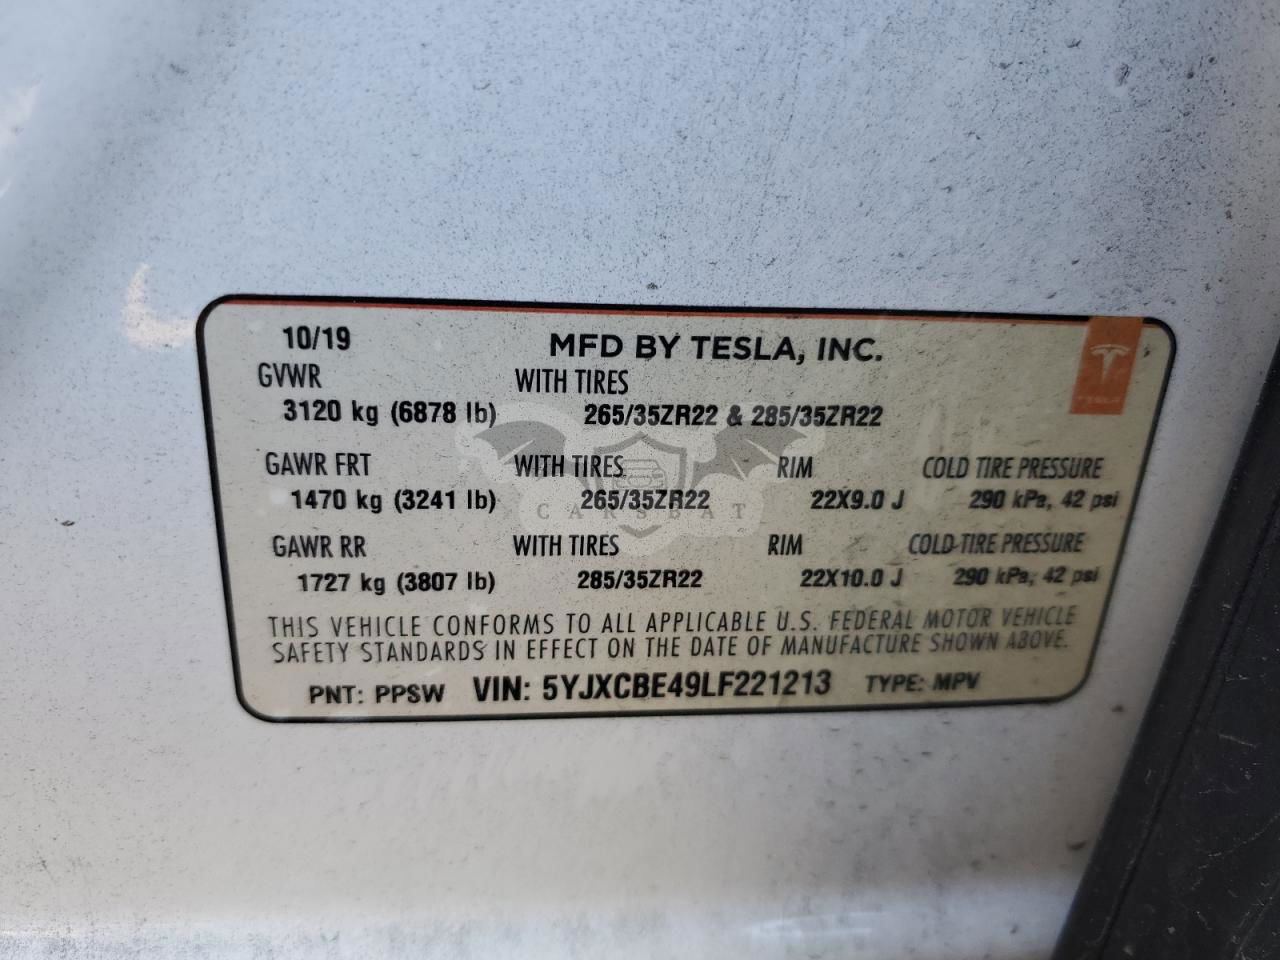 10/19 MFD BY TESLA, INC.
GVWR WITH TIRES
3120 kg (6878 lb) 265/35ZR22 & 285/35ZR22
GAWR FRT WITH TIRES RIM COLD TIRE PRESSURE
1470 kg (3241 lb) 265/35ZR22 22X9.0 J 290 kPa, 42 psi
CARSBAT
GAWR RR WITH TIRES RIM COLD TIRE PRESSURE
1727 kg (3807 lb) 285/35ZR22 22X10.0 J 290 kPa, 42 psi
THIS VEHICLE CONFORMS TO ALL APPLICABLE U.S. FEDERAL MOTOR VEHICLE
SAFETY STANDARDS IN EFFECT ON THE DATE OF MANUFACTURE SHOWN ABOVE.
PNT: PPSW VIN: 5YJXCBE49LF221213 TYPE: MPV
TESLA